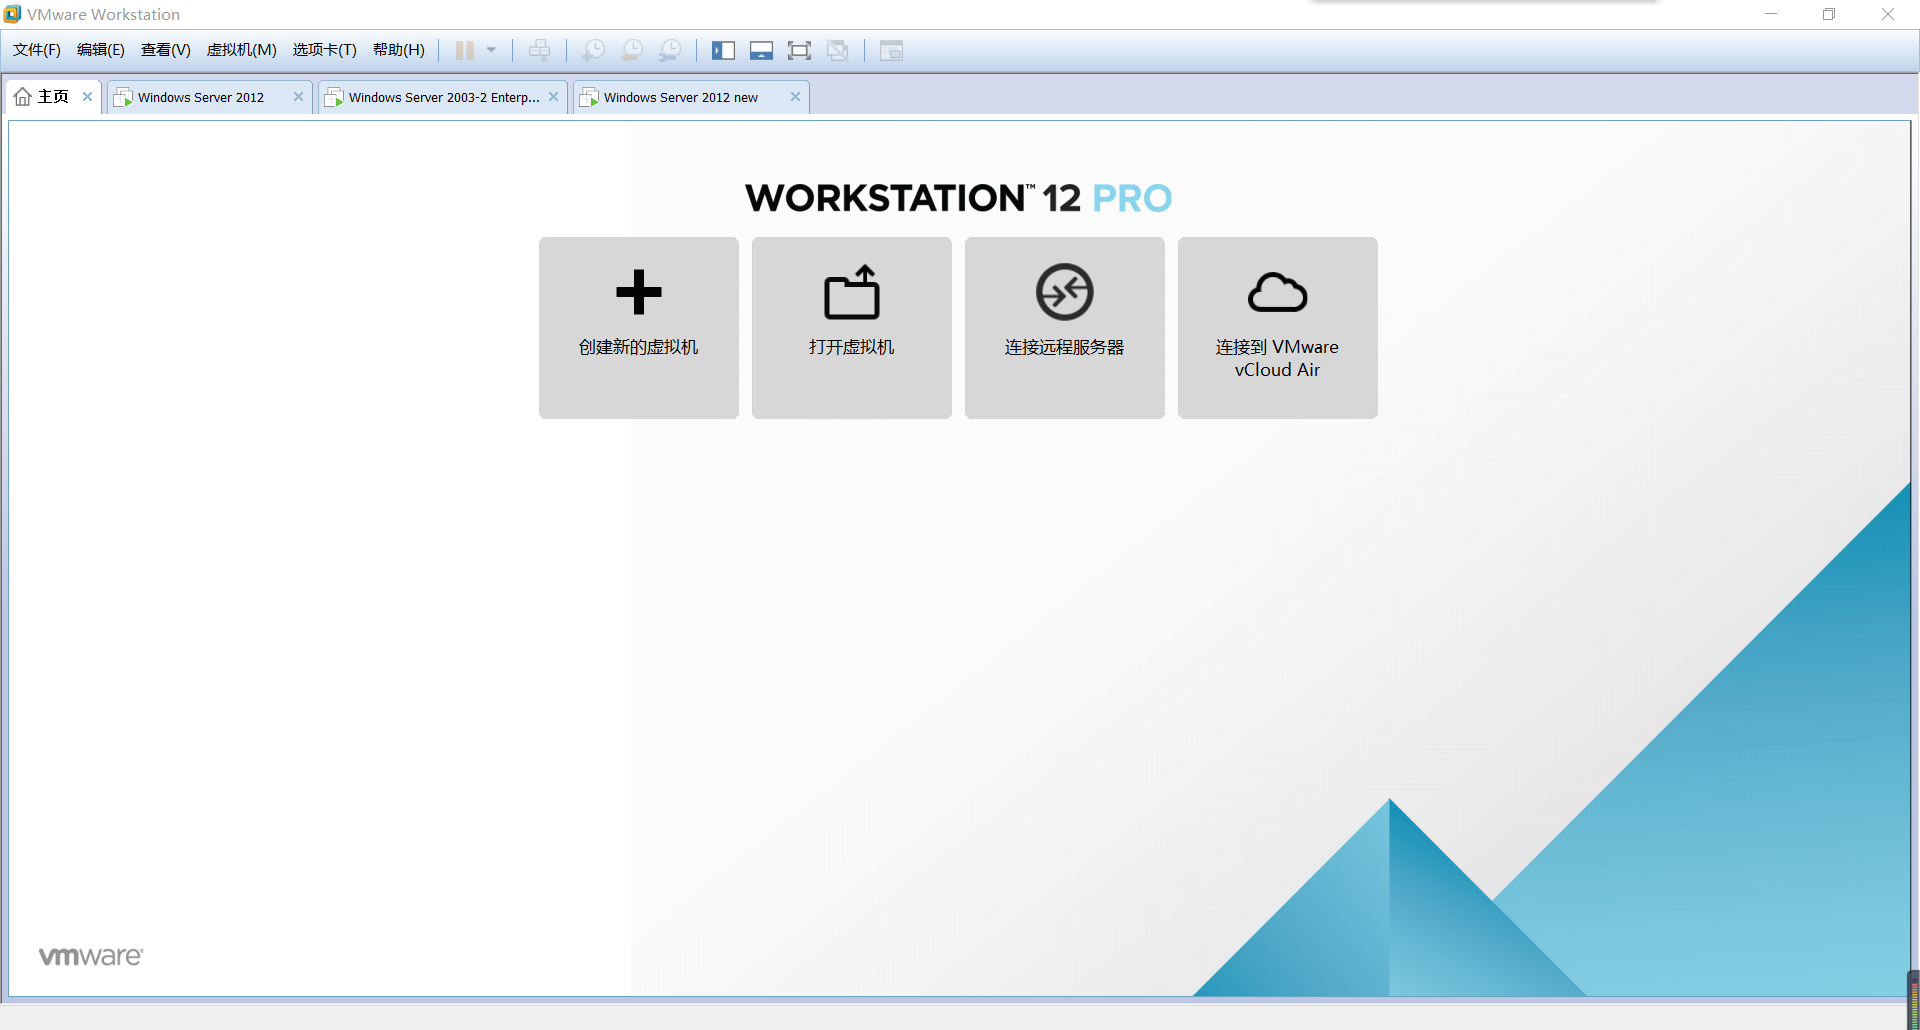 VMware Workstation
文件(F) 编辑(E) 查看(V) 虚拟机(M) 选项卡(T) 帮助(H)
主页 Windows Server 2012 Windows Server 2003-2 Enterp... Windows Server 2012 new
WORKSTATION™ 12 PRO
创建新的虚拟机
打开虚拟机
连接远程服务器
连接到 VMware
vCloud Air
vmware®